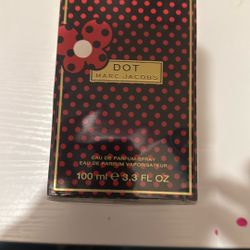 DOT
MARC JACOBS
EAU DE PARFUM SPRAY
EAU DE PARFUM VAPORISATEUR
100 ml ℮ 3.3 FL OZ